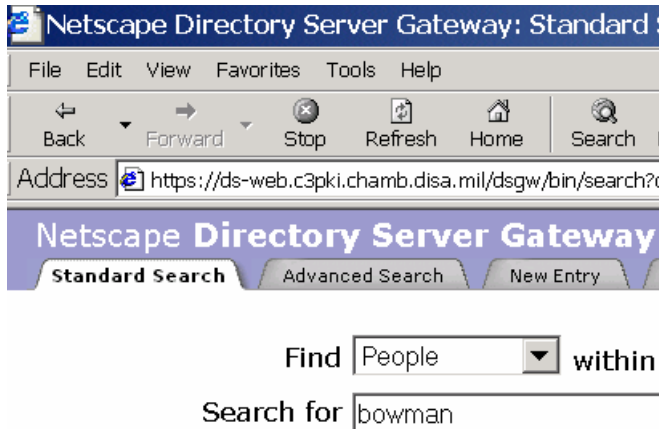 Netscape Directory Server Gateway: Standard
File Edit View Favorites Tools Help
Back Forward Stop Refresh Home Search
Address https://ds-web.c3pki.chamb.disa.mil/dsgw/bin/search?
Netscape Directory Server Gateway
Standard Search Advanced Search New Entry
Find People within
Search for bowman